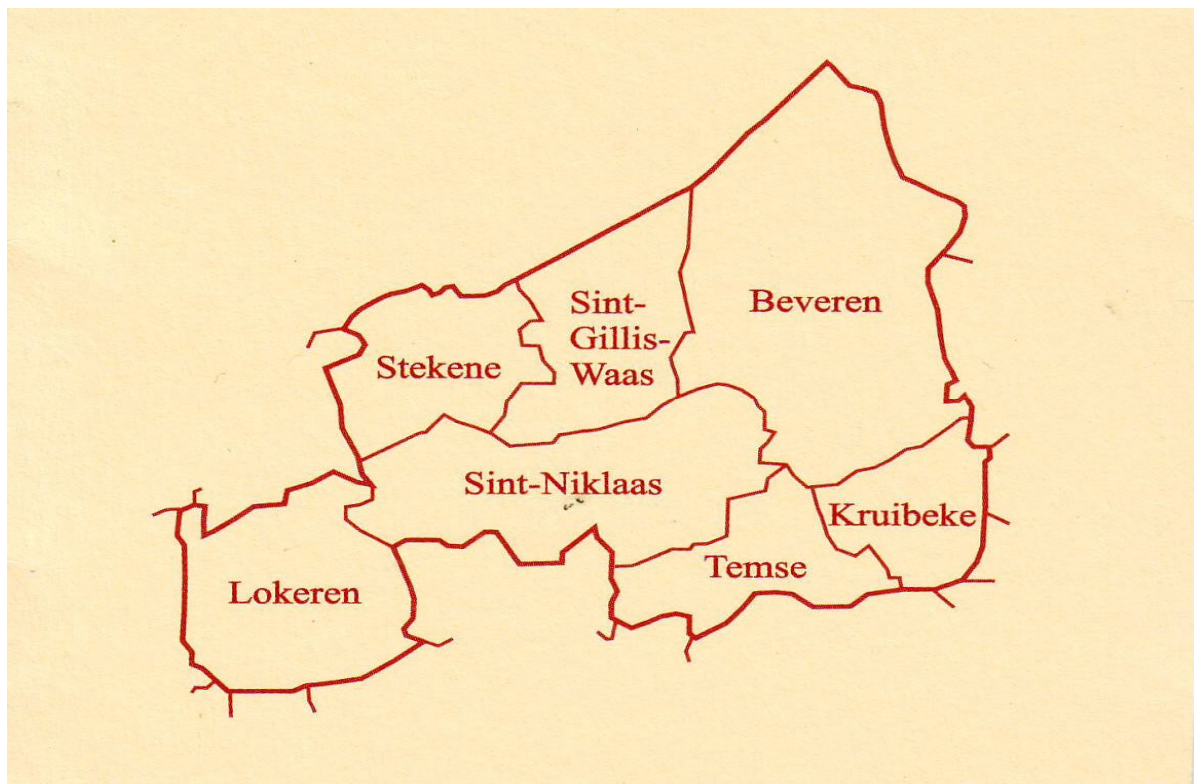 Beveren
Sint-
Gillis-
Waas
Stekene
Sint-Niklaas
Kruibeke
Temse
Lokeren